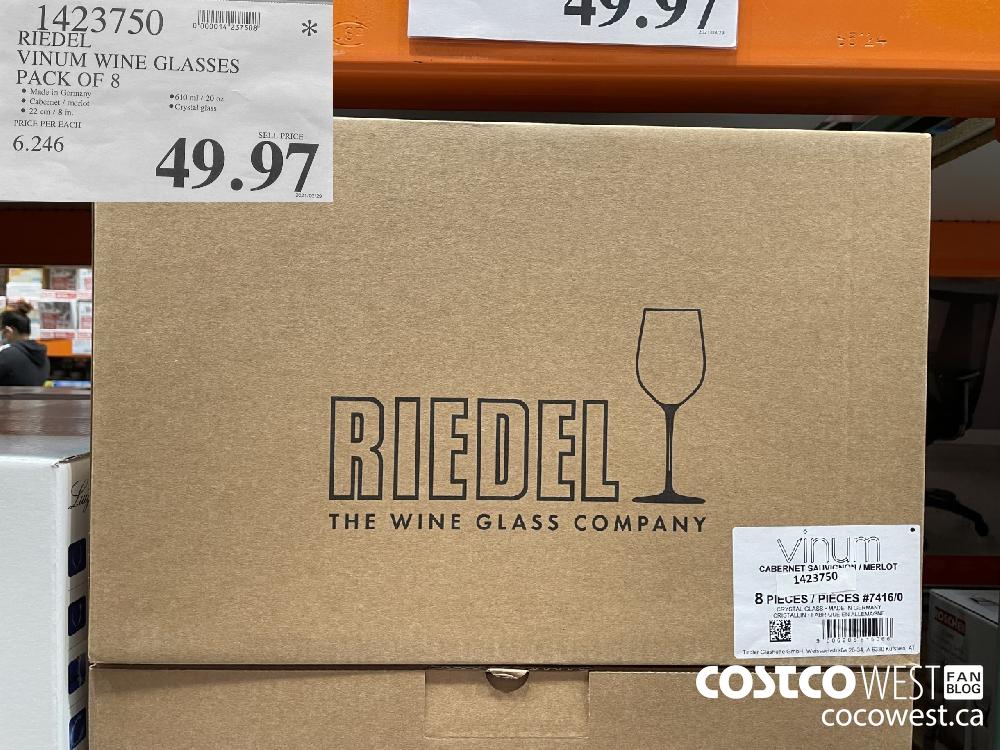 1423750
RIEDEL
VINUM WINE GLASSES
PACK OF 8
• Made in Germany
• Cabernet / merlot
• 22 cm / 8 in.
• 610 ml / 20 oz
• Crystal glass
PRICE PER EACH
6.246
SELL PRICE
49.97
*
49.97
RIEDEL
THE WINE GLASS COMPANY
vinum
CABERNET SAUVIGNON / MERLOT
1423750
8 PIECES / PIECES #7416/0
CRYSTAL GLASS - MADE IN GERMANY
COSTCO WEST FAN BLOG
cocowest.ca